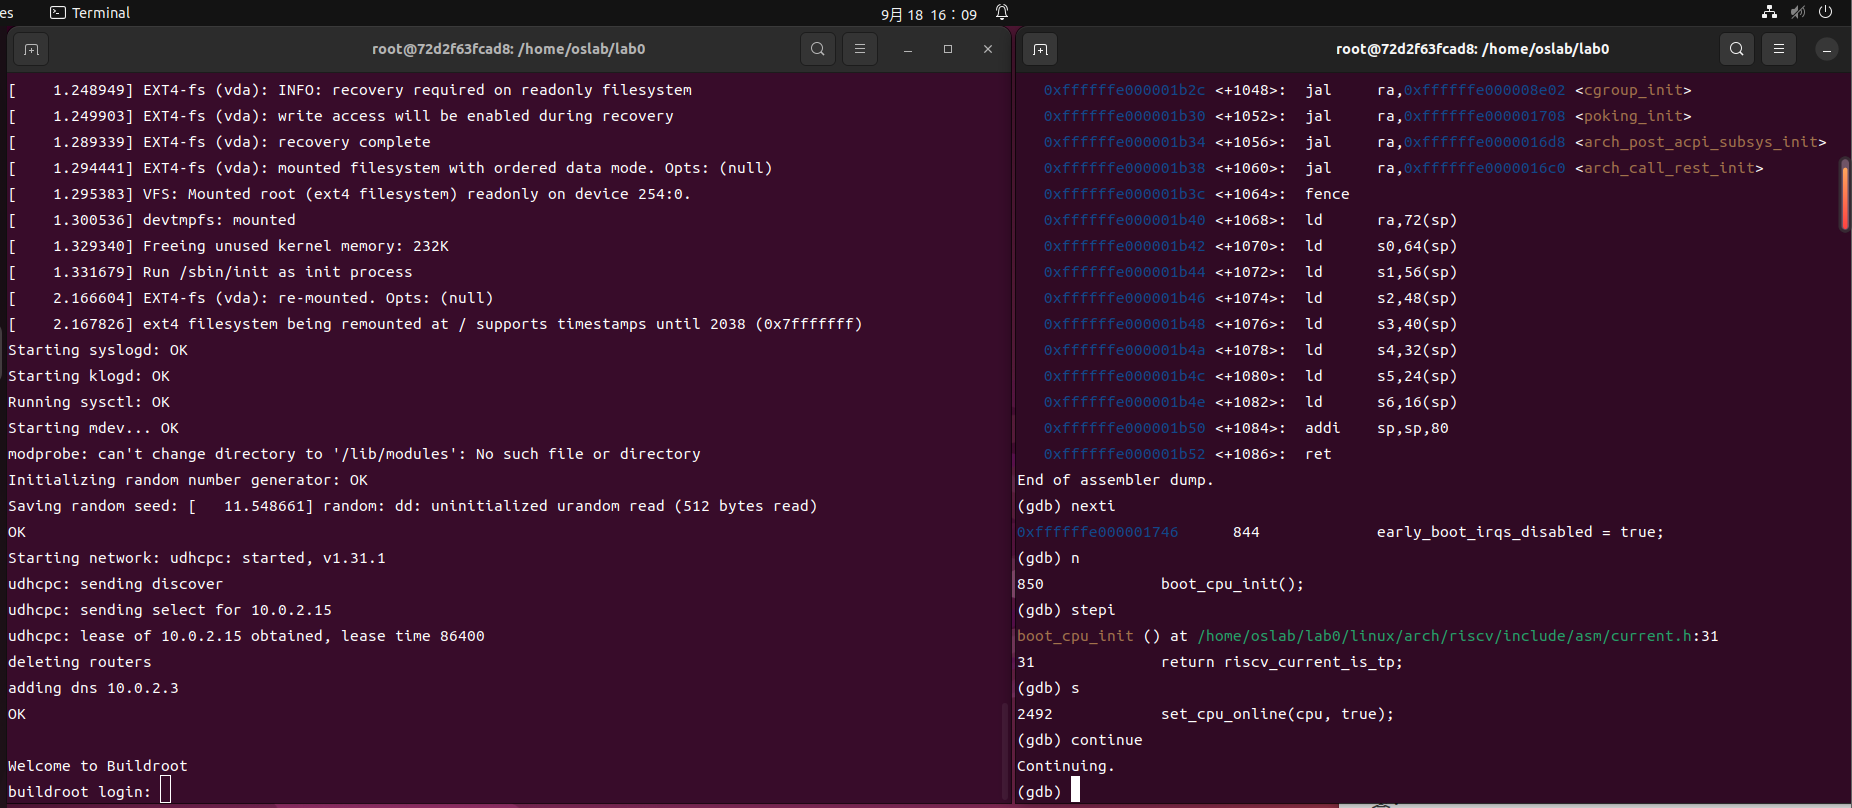 es Terminal 9月 18 16：09
root@72d2f63fcad8: /home/oslab/lab0
[    1.248949] EXT4-fs (vda): INFO: recovery required on readonly filesystem
[    1.249903] EXT4-fs (vda): write access will be enabled during recovery
[    1.289339] EXT4-fs (vda): recovery complete
[    1.294441] EXT4-fs (vda): mounted filesystem with ordered data mode. Opts: (null)
[    1.295383] VFS: Mounted root (ext4 filesystem) readonly on device 254:0.
[    1.300536] devtmpfs: mounted
[    1.329340] Freeing unused kernel memory: 232K
[    1.331679] Run /sbin/init as init process
[    2.166604] EXT4-fs (vda): re-mounted. Opts: (null)
[    2.167826] ext4 filesystem being remounted at / supports timestamps until 2038 (0x7fffffff)
Starting syslogd: OK
Starting klogd: OK
Running sysctl: OK
Starting mdev... OK
modprobe: can't change directory to '/lib/modules': No such file or directory
Initializing random number generator: OK
Saving random seed: [   11.548661] random: dd: uninitialized urandom read (512 bytes read)
OK
Starting network: udhcpc: started, v1.31.1
udhcpc: sending discover
udhcpc: sending select for 10.0.2.15
udhcpc: lease of 10.0.2.15 obtained, lease time 86400
deleting routers
adding dns 10.0.2.3
OK
Welcome to Buildroot
buildroot login:
root@72d2f63fcad8: /home/oslab/lab0
0xffffffe000001b2c <+1048>:  jal     ra,0xffffffe000008e02 <cgroup_init>
0xffffffe000001b30 <+1052>:  jal     ra,0xffffffe000001708 <poking_init>
0xffffffe000001b34 <+1056>:  jal     ra,0xffffffe0000016d8 <arch_post_acpi_subsys_init>
0xffffffe000001b38 <+1060>:  jal     ra,0xffffffe0000016c0 <arch_call_rest_init>
0xffffffe000001b3c <+1064>:  fence
0xffffffe000001b40 <+1068>:  ld      ra,72(sp)
0xffffffe000001b42 <+1070>:  ld      s0,64(sp)
0xffffffe000001b44 <+1072>:  ld      s1,56(sp)
0xffffffe000001b46 <+1074>:  ld      s2,48(sp)
0xffffffe000001b48 <+1076>:  ld      s3,40(sp)
0xffffffe000001b4a <+1078>:  ld      s4,32(sp)
0xffffffe000001b4c <+1080>:  ld      s5,24(sp)
0xffffffe000001b4e <+1082>:  ld      s6,16(sp)
0xffffffe000001b50 <+1084>:  addi    sp,sp,80
0xffffffe000001b52 <+1086>:  ret
End of assembler dump.
(gdb) nexti
0xffffffe000001746      844             early_boot_irqs_disabled = true;
(gdb) n
850             boot_cpu_init();
(gdb) stepi
boot_cpu_init () at /home/oslab/lab0/linux/arch/riscv/include/asm/current.h:31
31              return riscv_current_is_tp;
(gdb) s
2492            set_cpu_online(cpu, true);
(gdb) continue
Continuing.
(gdb)